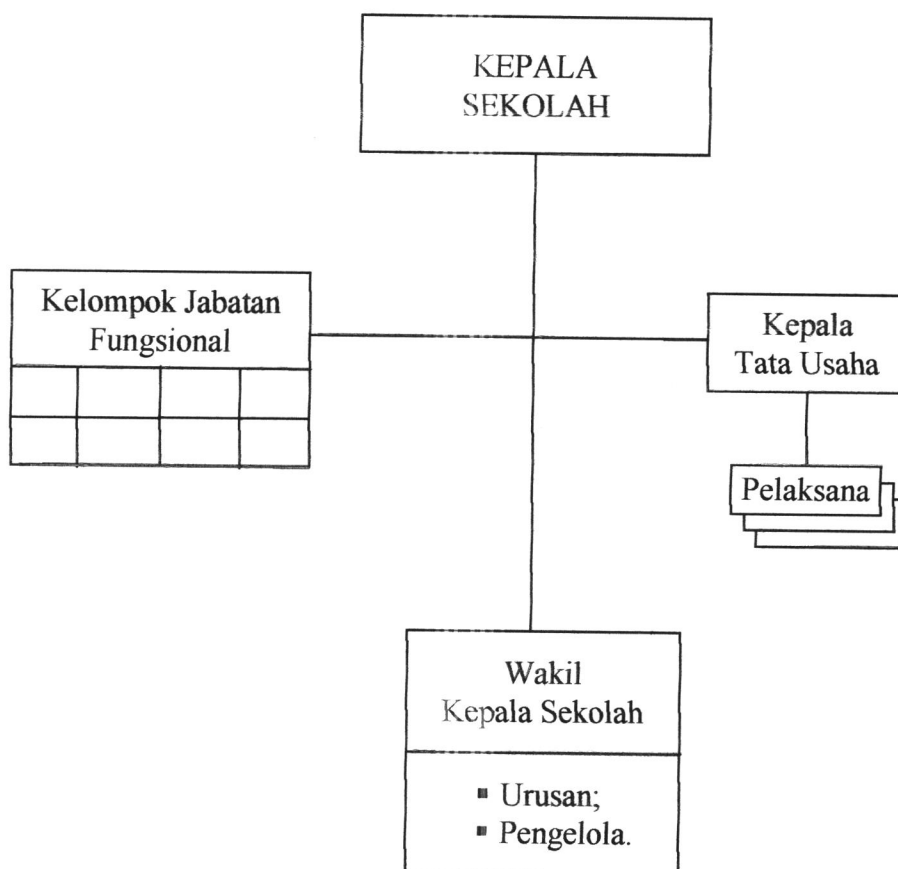 KEPALA
SEKOLAH
Kelompok Jabatan
Fungsional
Kepala
Tata Usaha
Pelaksana
Wakil
Kepala Sekolah
▪ Urusan;
▪ Pengelola.